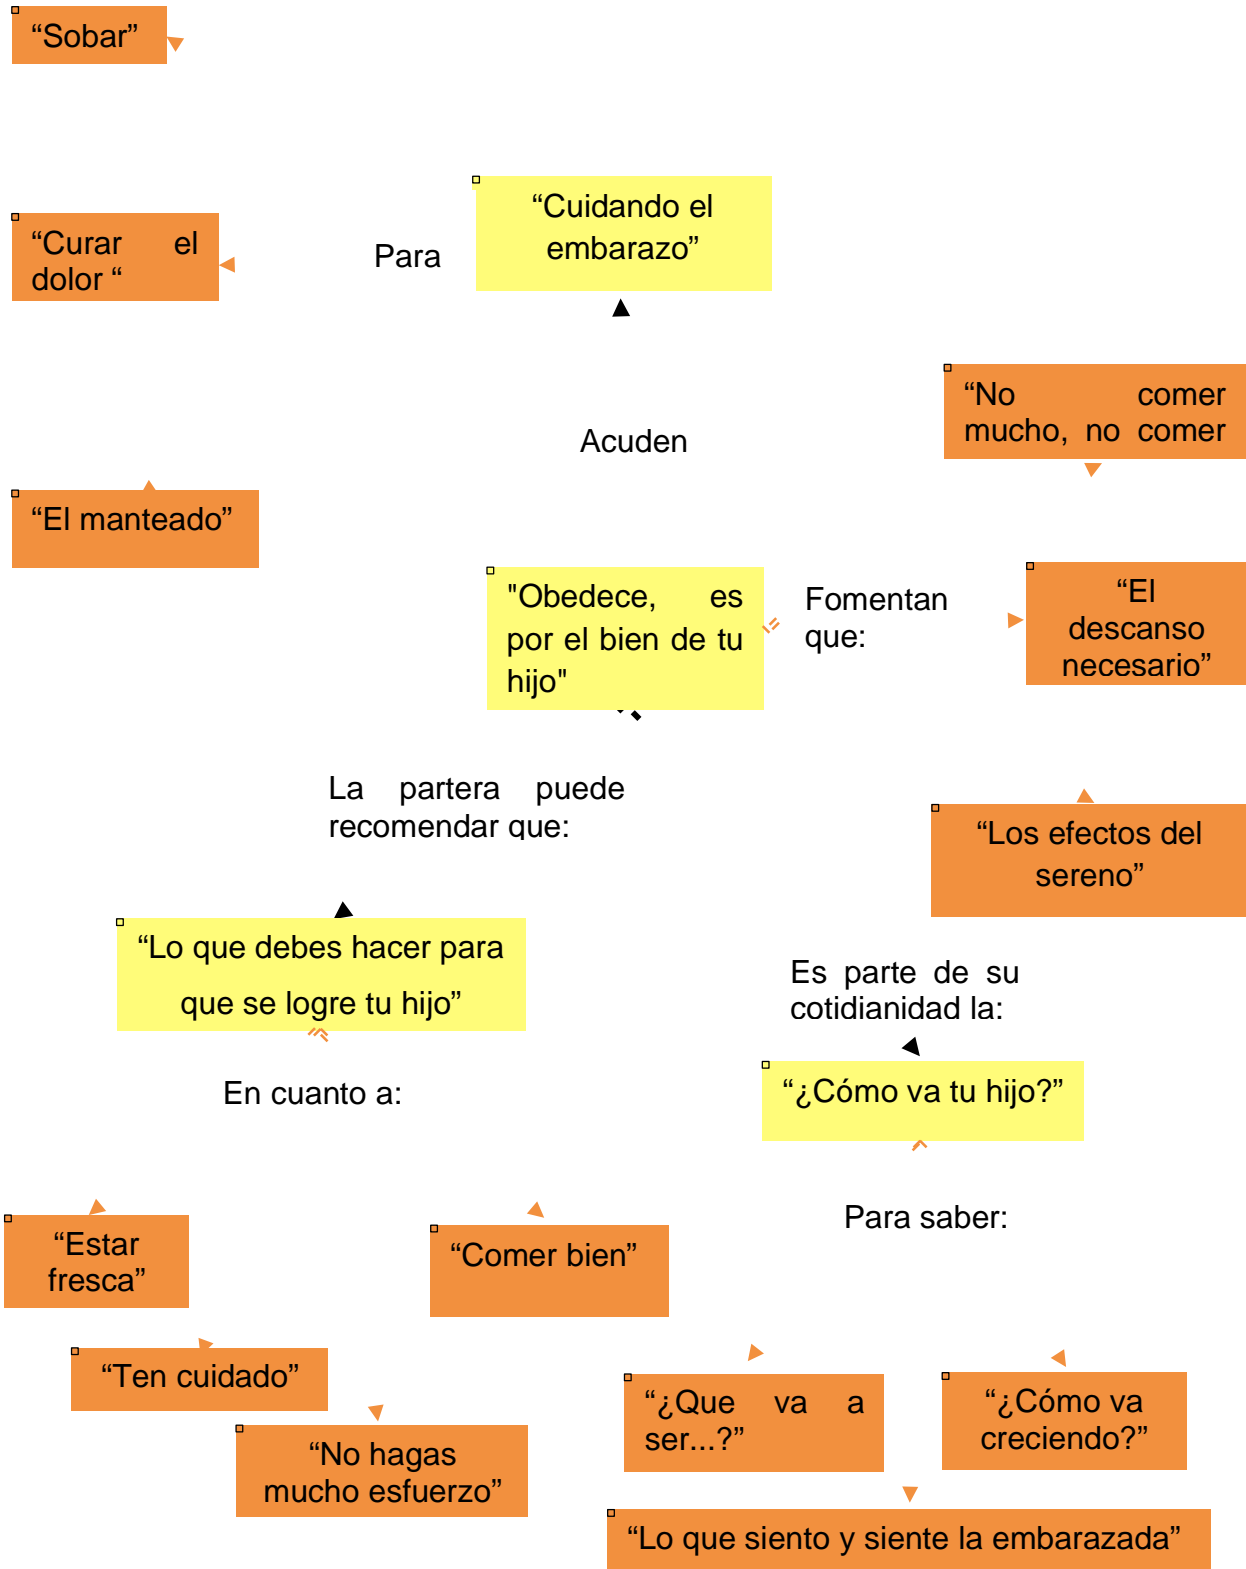 “Sobar”
“Cuidando el
embarazo”
“Curar el
dolor “
Para
“No comer
mucho, no comer
Acuden
“El manteado”
"Obedece, es
por el bien de tu
hijo"
Fomentan
que:
“El
descanso
necesario”
La partera puede
recomendar que:
“Los efectos del
sereno”
“Lo que debes hacer para
que se logre tu hijo”
Es parte de su
cotidianidad la:
En cuanto a:
“¿Cómo va tu hijo?”
Para saber:
“Estar
fresca”
“Comer bien”
“Ten cuidado”
“No hagas
mucho esfuerzo”
“¿Que va a
ser...?”
“¿Cómo va
creciendo?”
“Lo que siento y siente la embarazada”